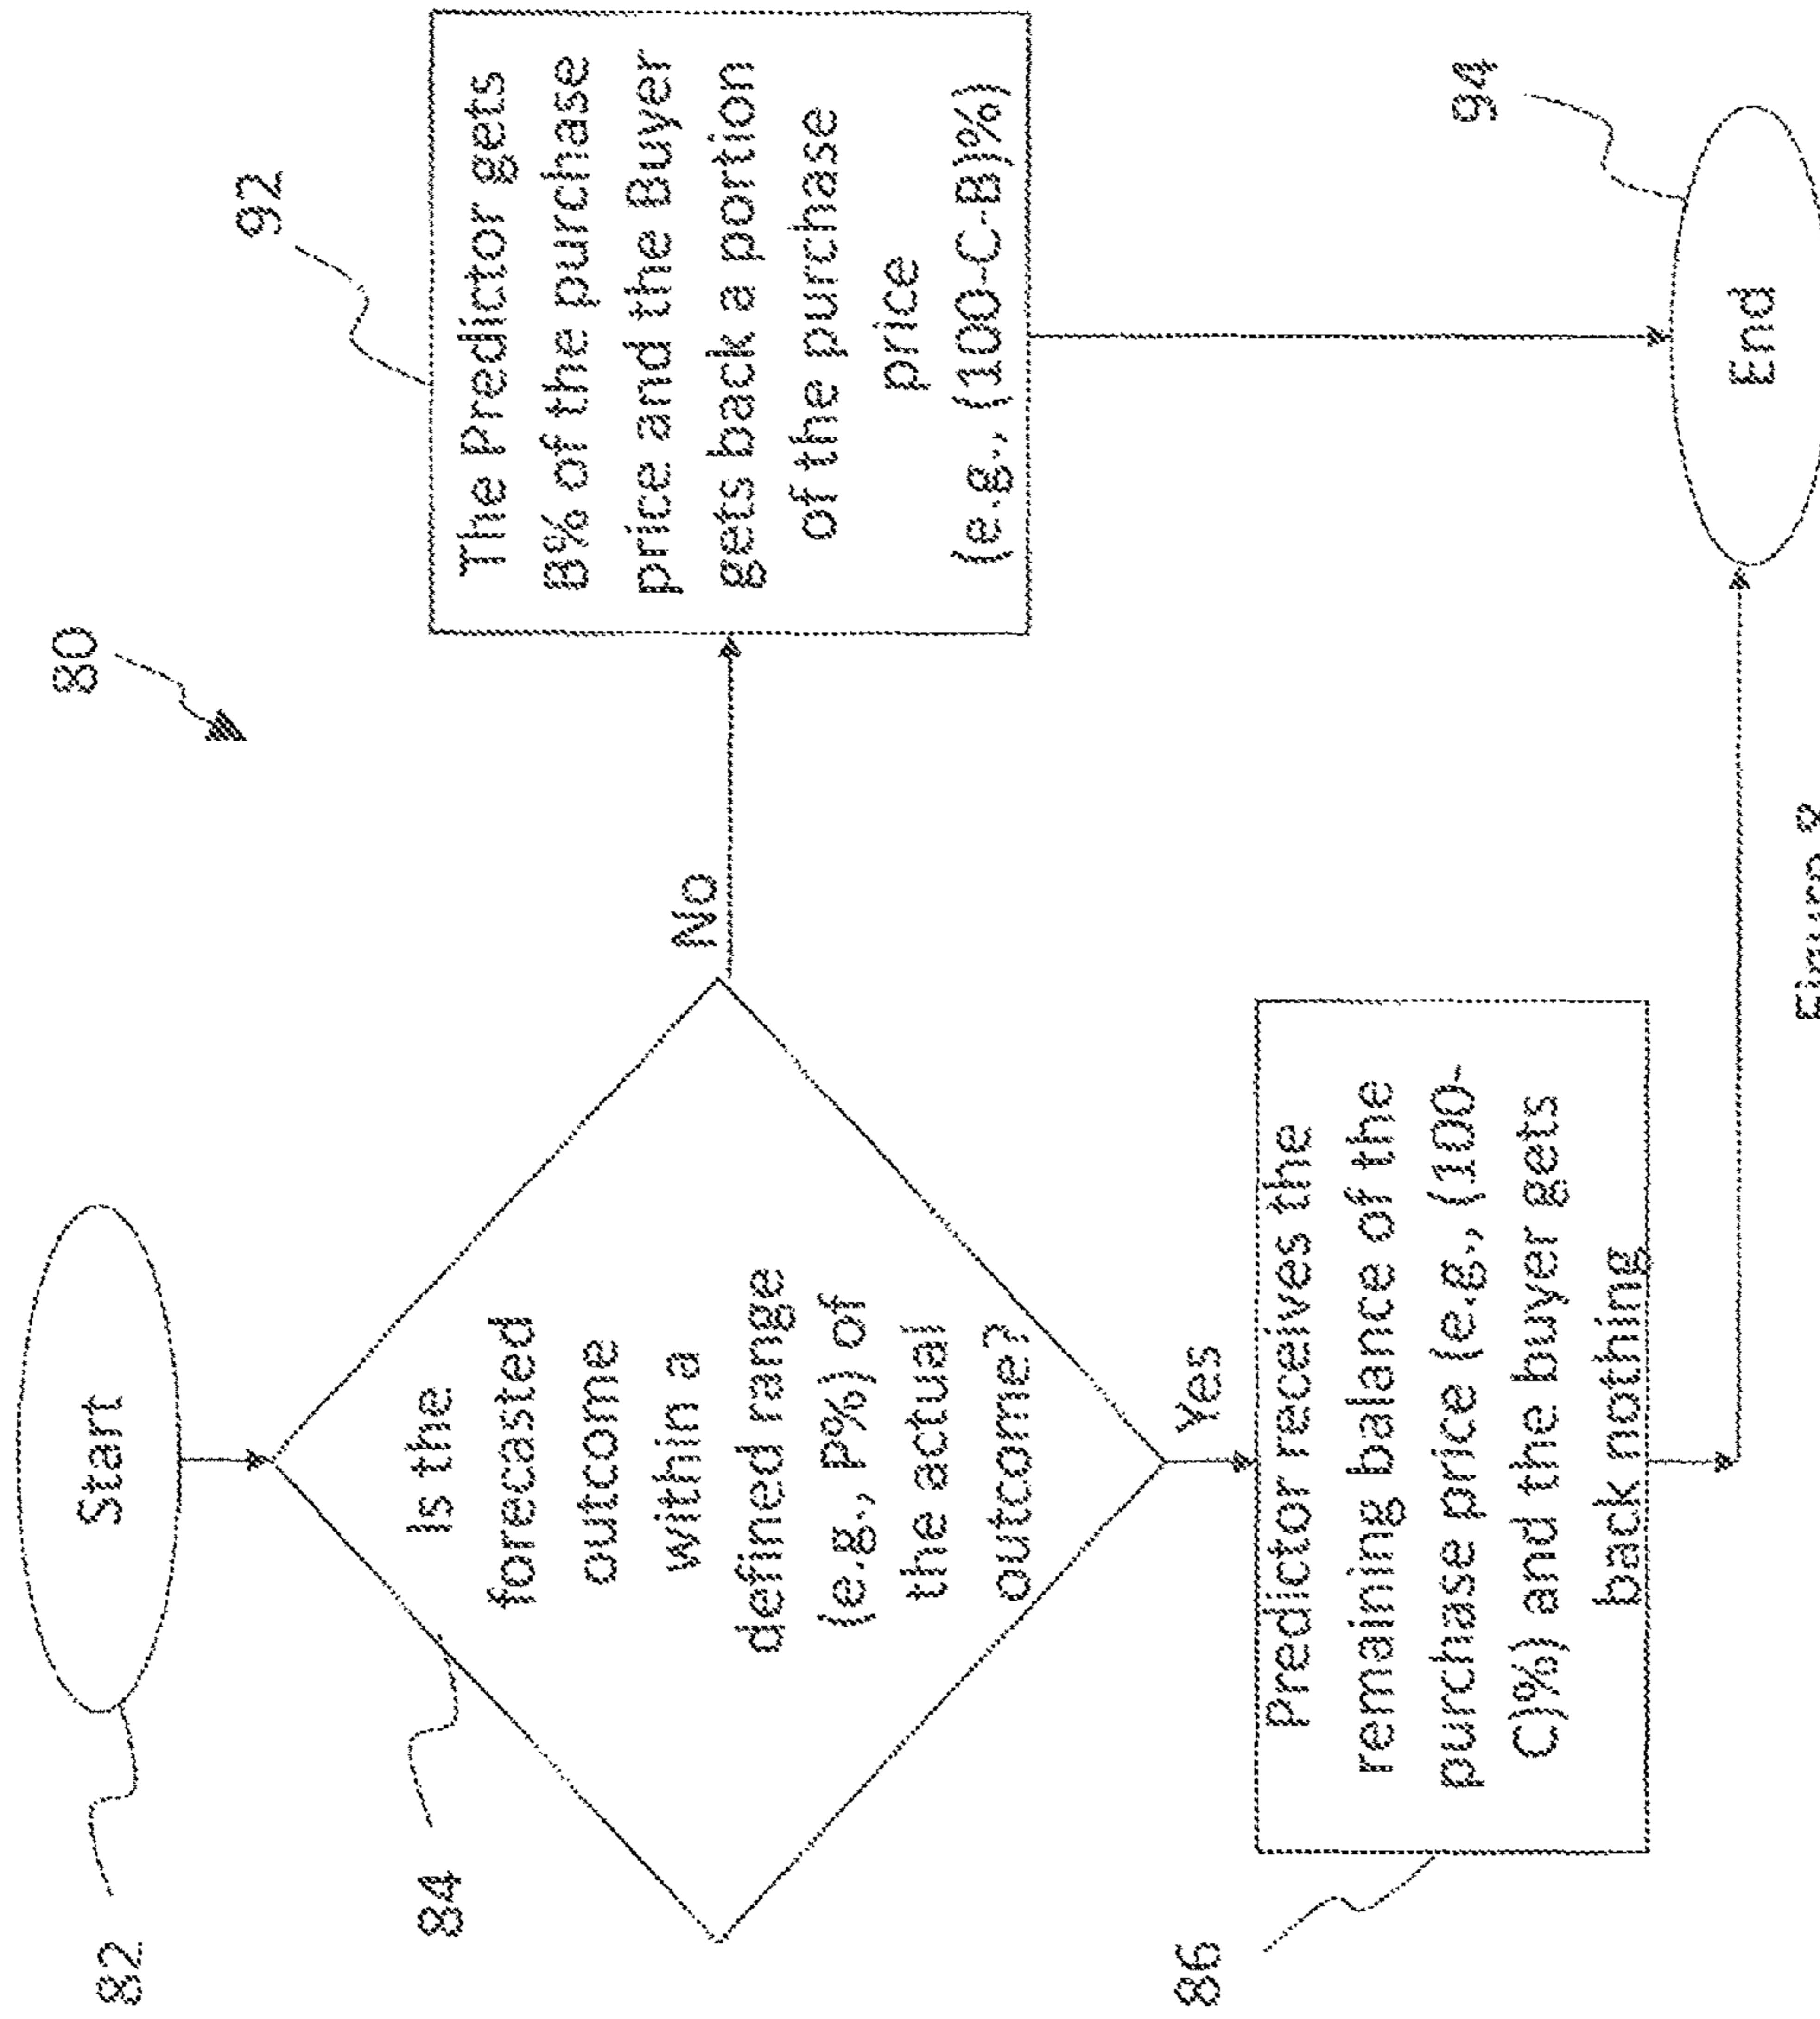 80
82
Start
84
Is the
forecasted
outcome
within a
defined range
(e.g., P%) of
the actual
outcome?
No
92
The Predictor gets
B% of the purchase
price and the Buyer
gets back a portion
of the purchase
price
(e.g., (100-C-B)%
Yes
86
Predictor receives the
remaining balance of the
purchase price (e.g., (100-
C)%) and the buyer gets
back nothing
94
End
Figure 8